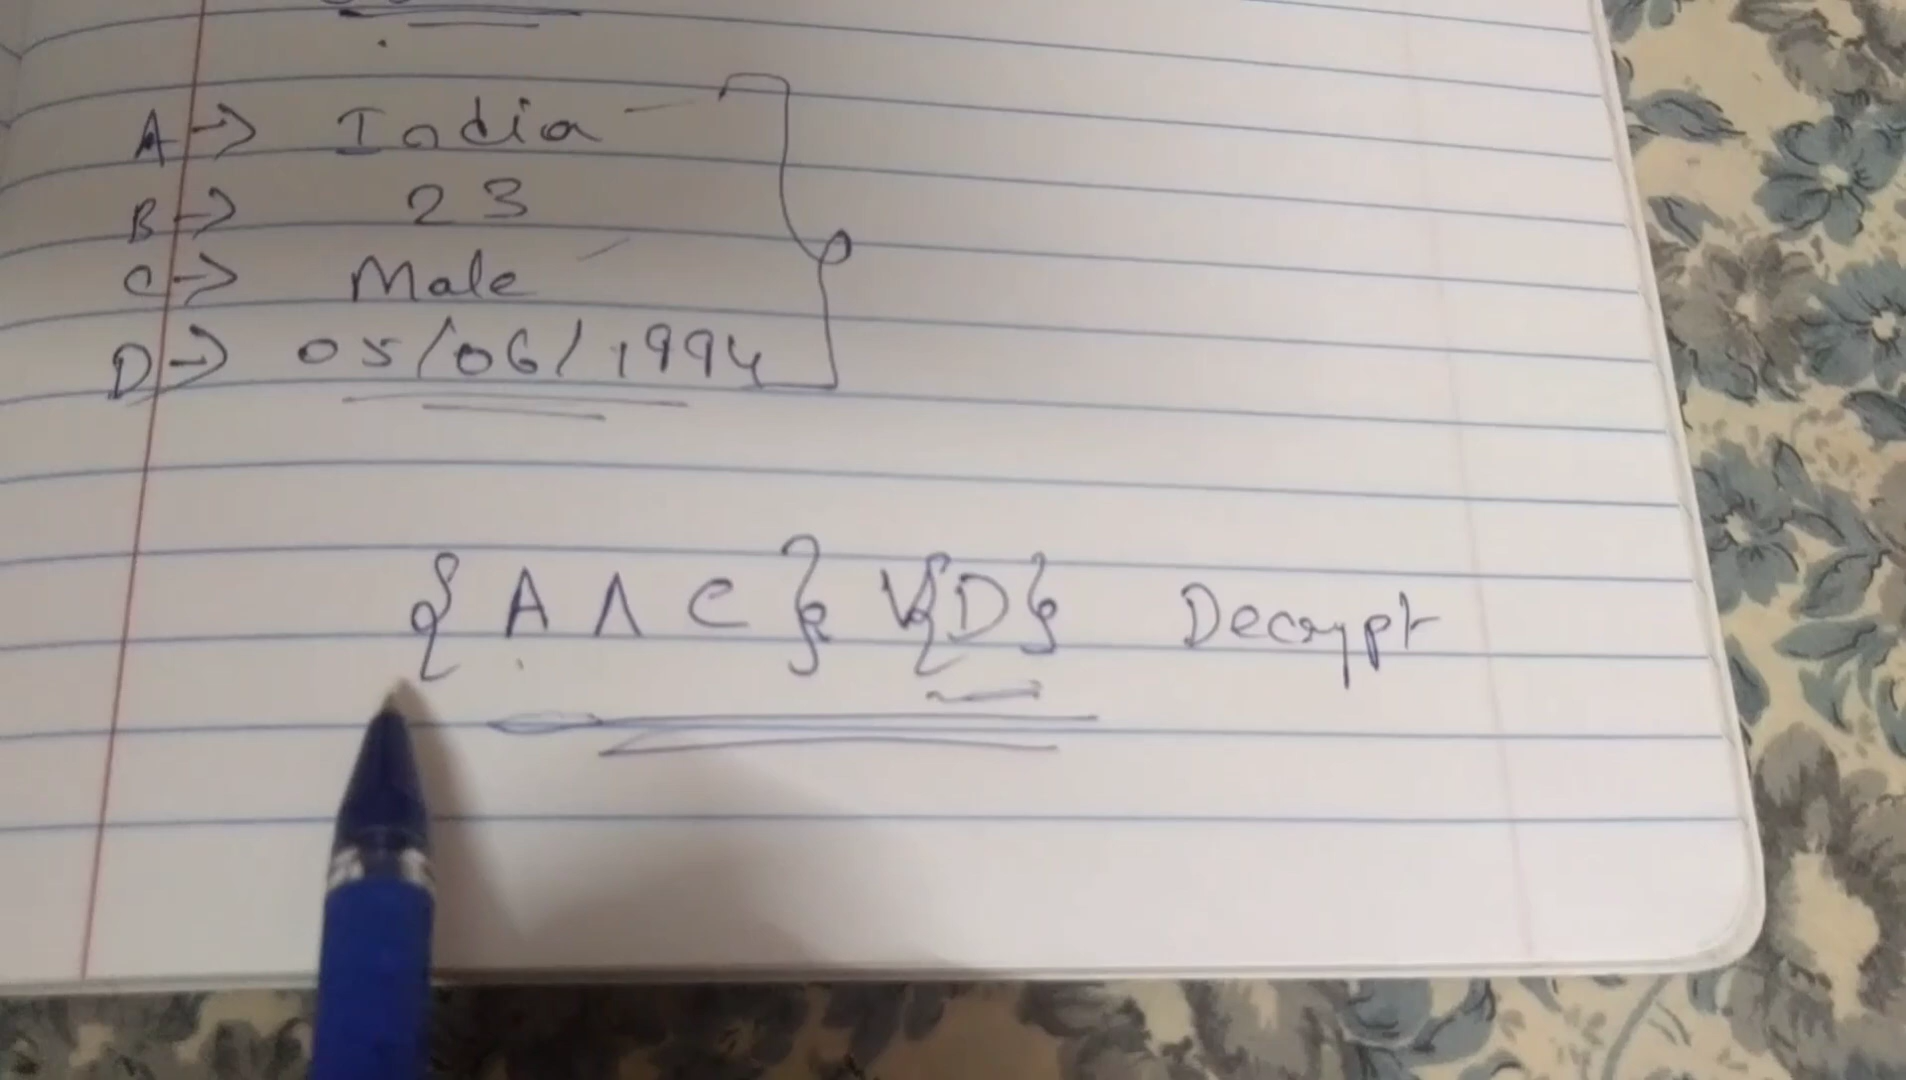 A → India
B → 23
C → Male
D → 05/06/1994
{ A ∧ C } V {D} Decrypt